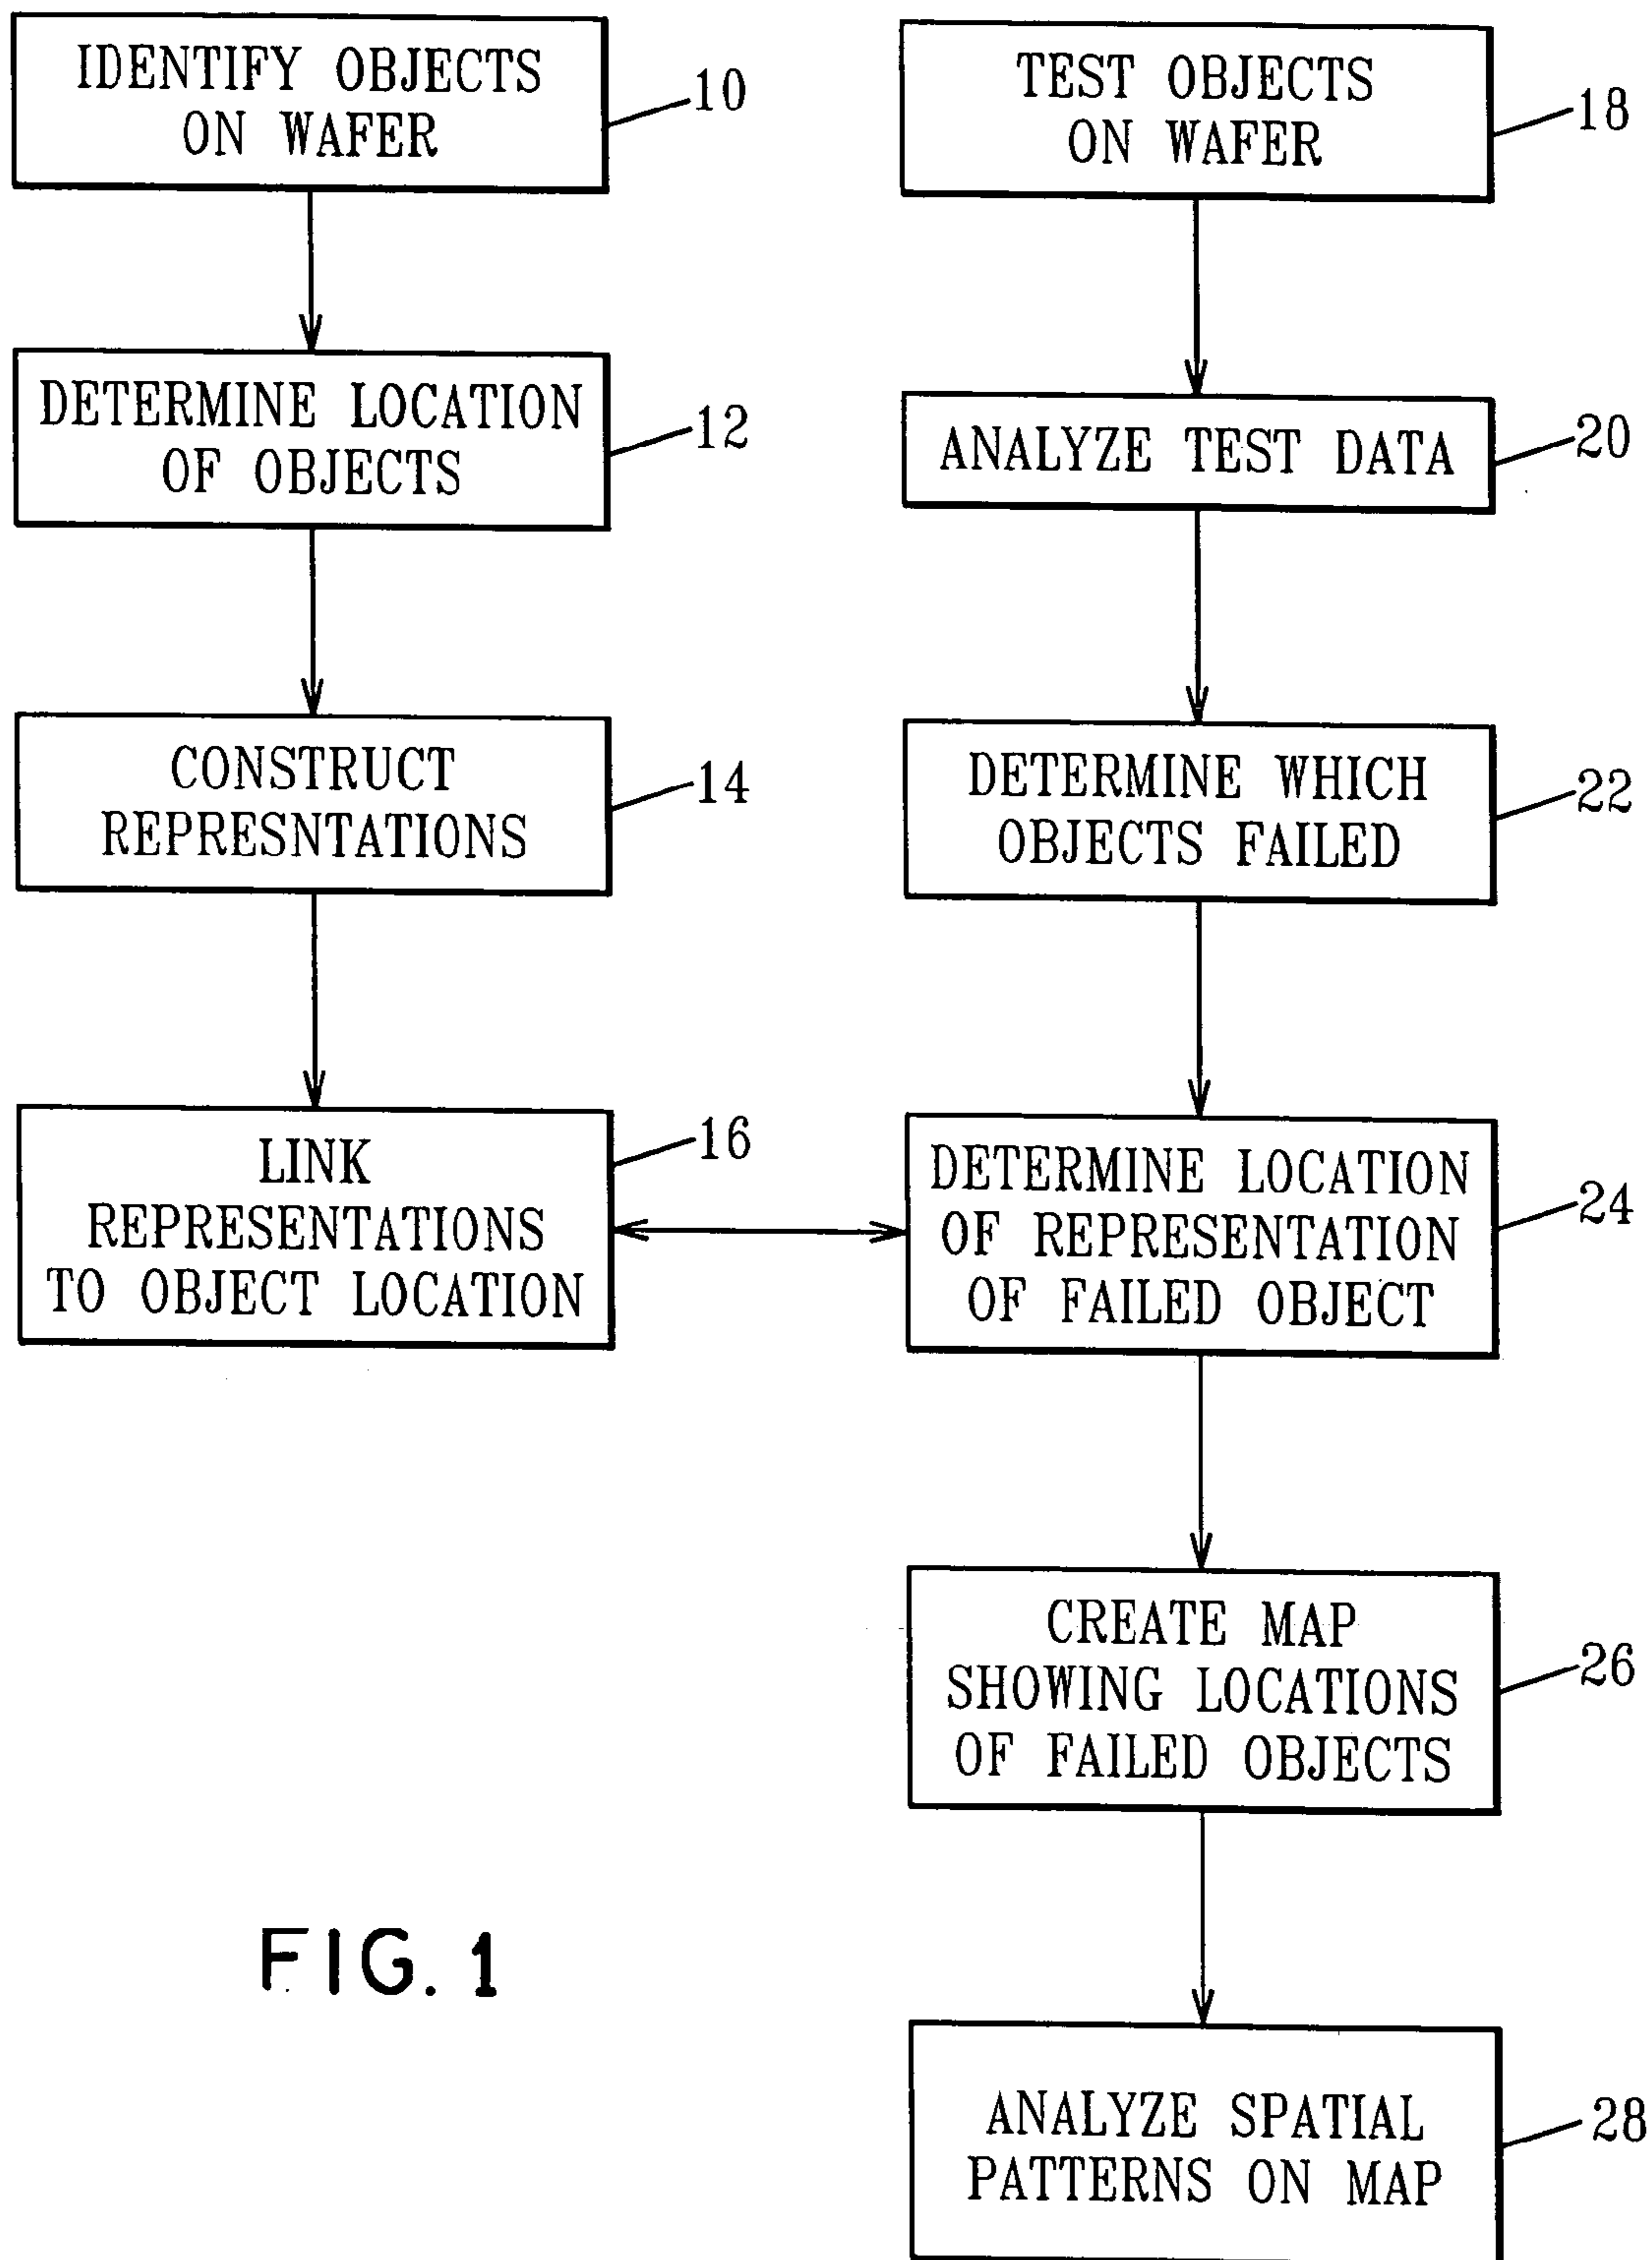 IDENTIFY OBJECTS
ON WAFER
10
DETERMINE LOCATION
OF OBJECTS
12
CONSTRUCT
REPRESNTATIONS
14
LINK
REPRESENTATIONS
TO OBJECT LOCATION
16
TEST OBJECTS
ON WAFER
18
ANALYZE TEST DATA
20
DETERMINE WHICH
OBJECTS FAILED
22
DETERMINE LOCATION
OF REPRESENTATION
OF FAILED OBJECT
24
CREATE MAP
SHOWING LOCATIONS
OF FAILED OBJECTS
26
ANALYZE SPATIAL
PATTERNS ON MAP
28
FIG. 1